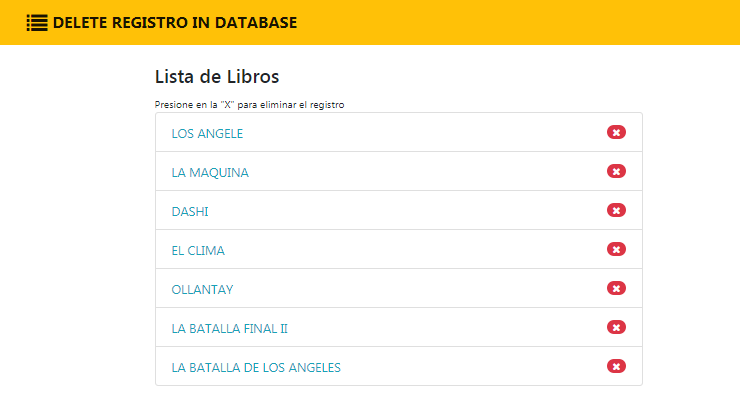 DELETE REGISTRO IN DATABASE
Lista de Libros
Presione en la "X" para eliminar el registro
LOS ANGELE
LA MAQUINA
DASHI
EL CLIMA
OLLANTAY
LA BATALLA FINAL II
LA BATALLA DE LOS ANGELES